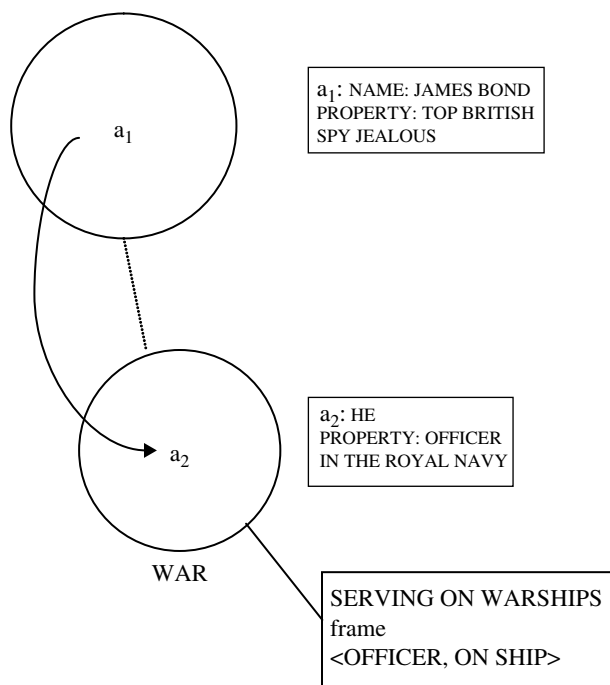 a₁
a₁: NAME: JAMES BOND
PROPERTY: TOP BRITISH
SPY JEALOUS
a₂
a₂: HE
PROPERTY: OFFICER
IN THE ROYAL NAVY
WAR
SERVING ON WARSHIPS
frame
<OFFICER, ON SHIP>